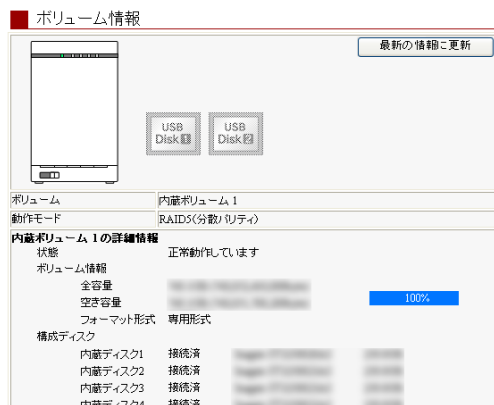 ボリューム情報
最新の情報に更新
USB Disk 1
USB Disk 2
ボリューム 内蔵ボリューム 1
動作モード RAID5(分散パリティ)
内蔵ボリューム 1の詳細情報
状態 正常動作しています
ボリューム情報
全容量
空き容量 100%
フォーマット形式 専用形式
構成ディスク
内蔵ディスク1 接続済
内蔵ディスク2 接続済
内蔵ディスク3 接続済
内蔵ディスク4 接続済